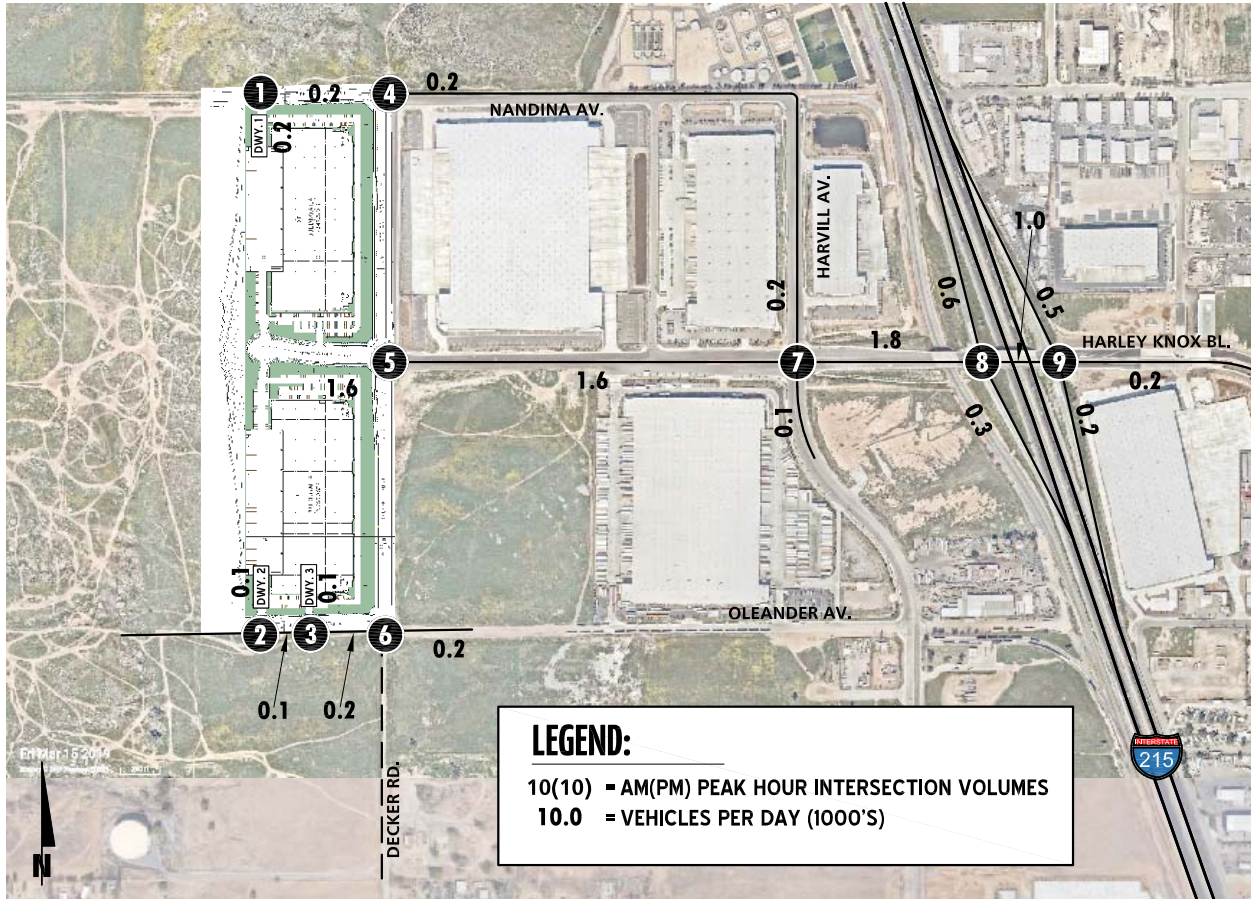 1
0.2
4
0.2
NANDINA AV.
DWY. 1
0.2
HARVILL AV.
1.0
0.2
0.6
0.5
1.8
HARLEY KNOX BL.
5
7
8
9
1.6
1.6
0.2
0.1
0.3
0.2
0.1
DWY. 2
DWY. 3
0.1
OLEANDER AV.
2
3
6
0.2
0.1
0.2
DECKER RD.
Fri Mar 15 2019
N
LEGEND:
10(10) = AM(PM) PEAK HOUR INTERSECTION VOLUMES
10.0 = VEHICLES PER DAY (1000'S)
INTERSTATE
215